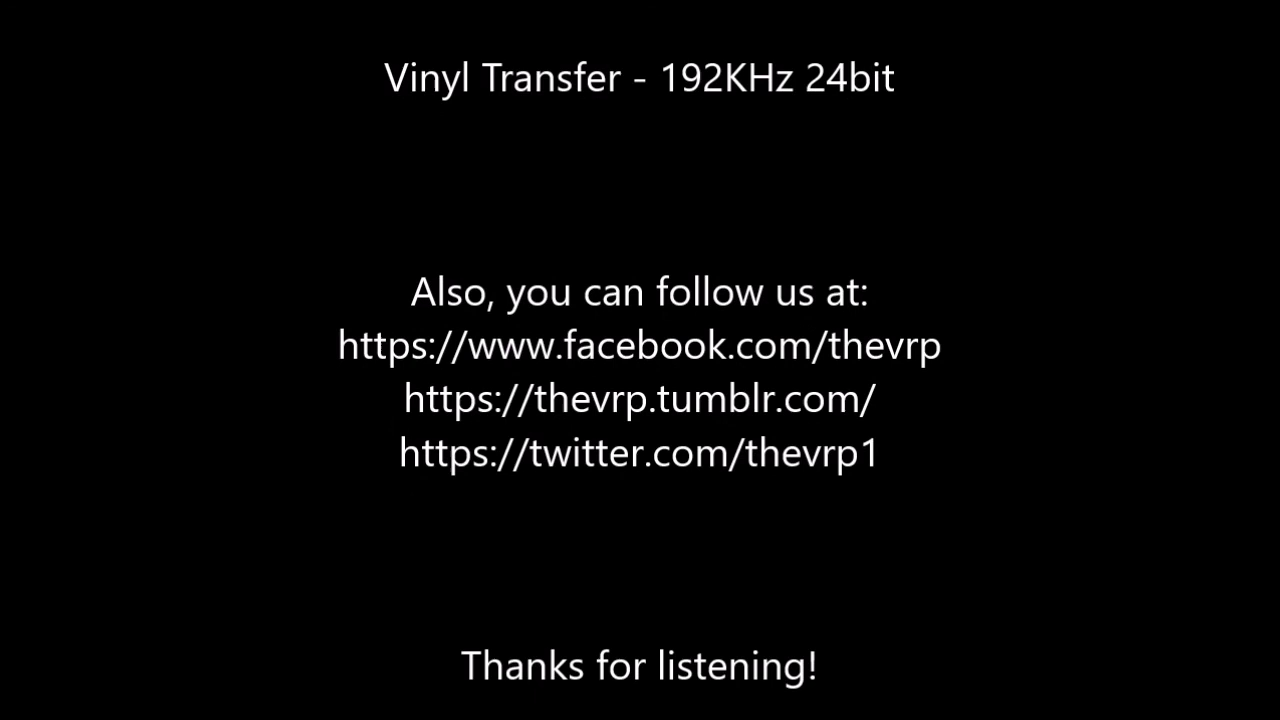 Vinyl Transfer - 192KHz 24bit
Also, you can follow us at:
https://www.facebook.com/thevrp
https://thevrp.tumblr.com/
https://twitter.com/thevrp1
Thanks for listening!